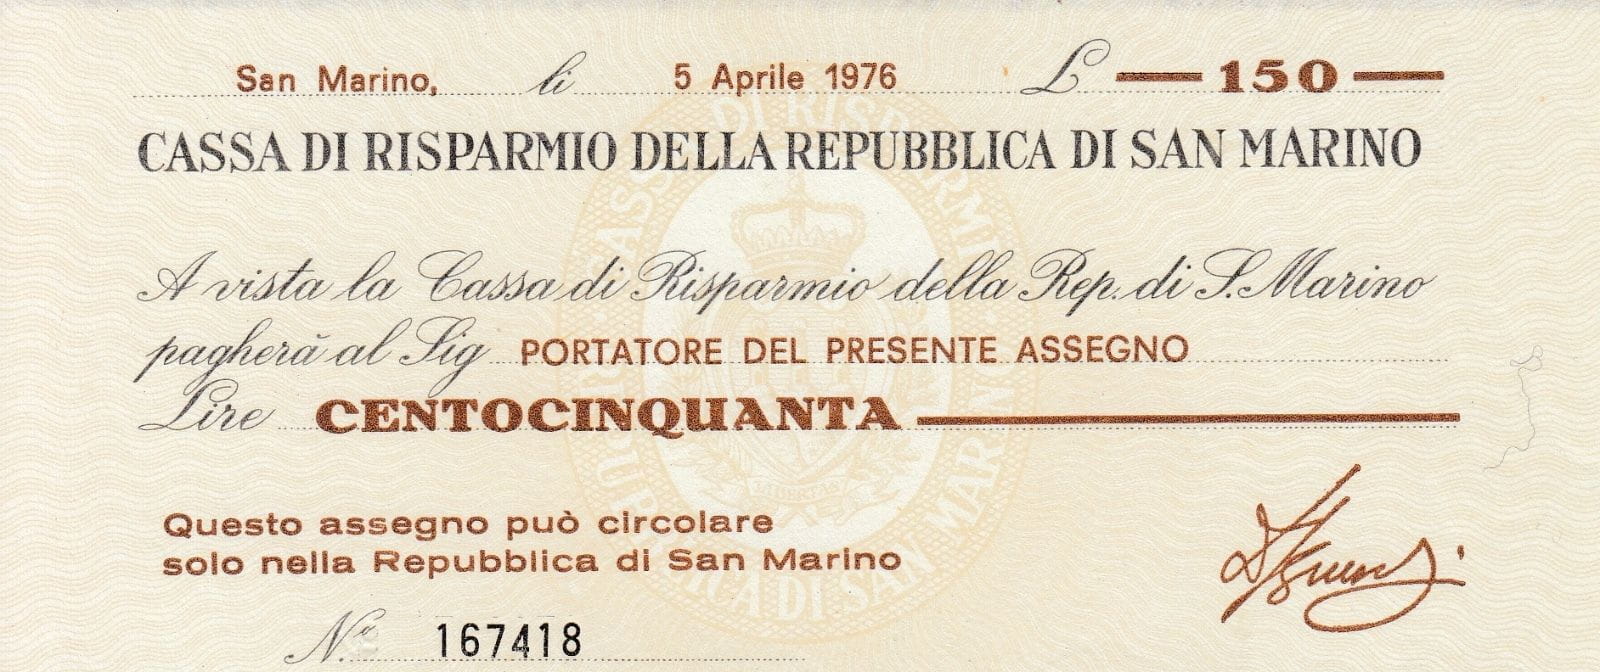 San Marino, li 5 Aprile 1976 £ 150
CASSA DI RISPARMIO DELLA REPUBBLICA DI SAN MARINO
A vista la Cassa di Risparmio della Rep. di S. Marino
pagherà al Sig PORTATORE DEL PRESENTE ASSEGNO
Lire CENTOCINQUANTA
LIBERTAS
Questo assegno può circolare
solo nella Repubblica di San Marino
N.º 167418